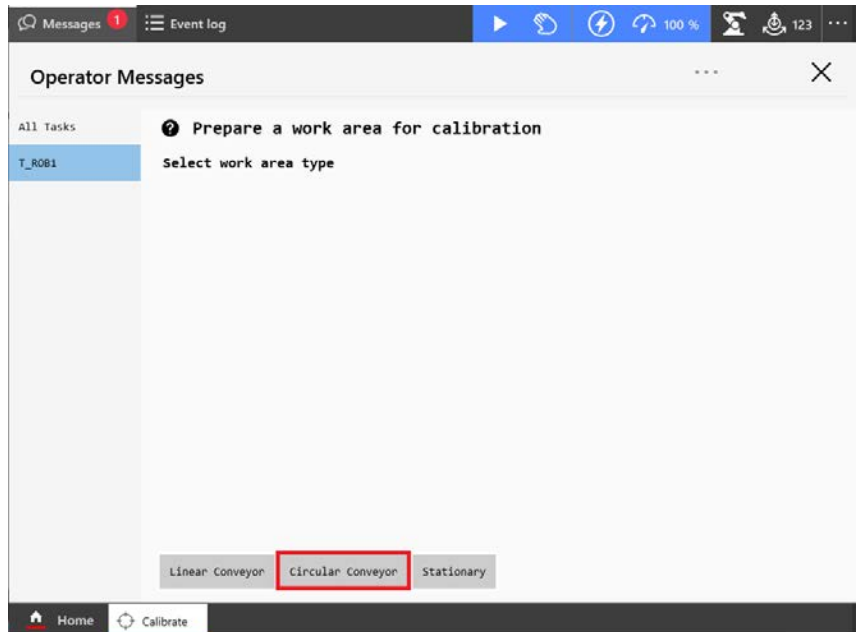 Messages 1 Event log 100 % 123
Operator Messages
All Tasks
Prepare a work area for calibration
T_ROB1
Select work area type
Linear Conveyor Circular Conveyor Stationary
Home Calibrate